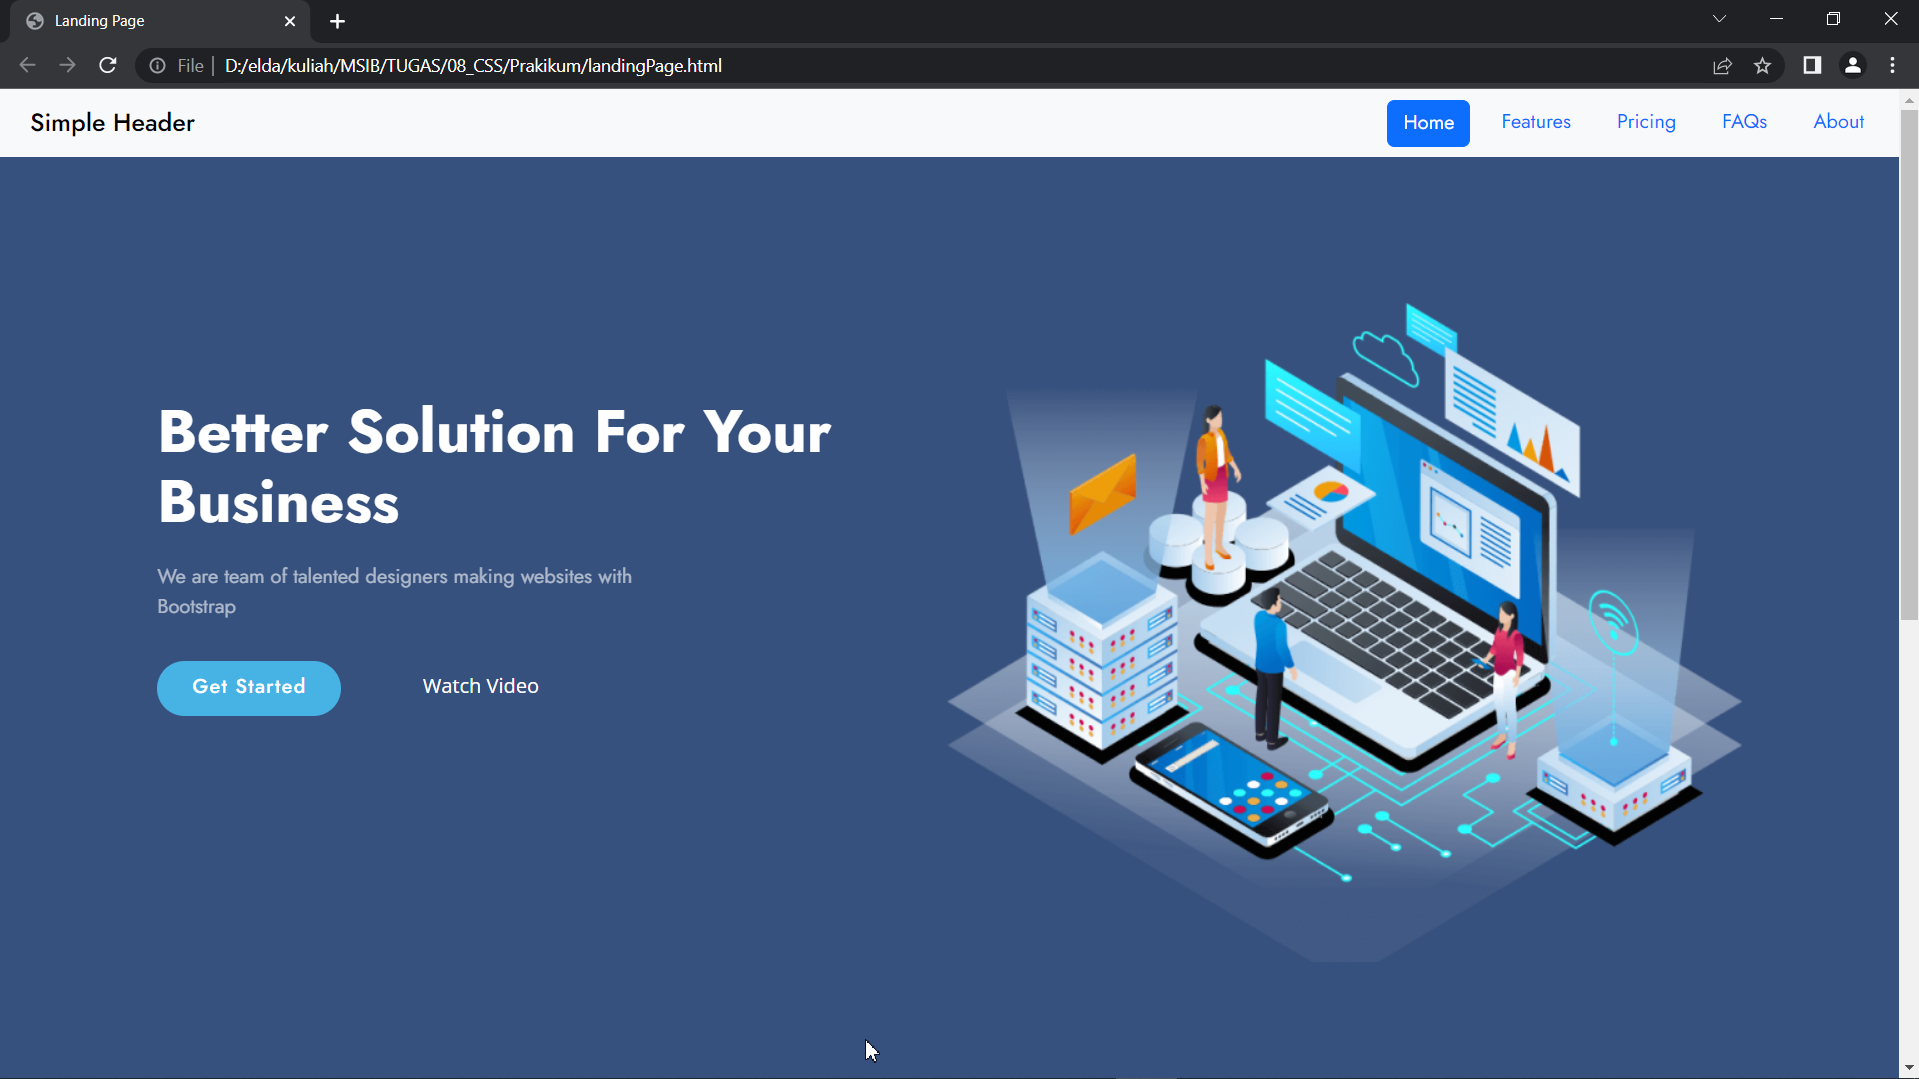 Landing Page
File | D:/elda/kuliah/MSIB/TUGAS/08_CSS/Prakikum/landingPage.html
Simple Header
Home
Features
Pricing
FAQs
About
Better Solution For Your
Business
We are team of talented designers making websites with
Bootstrap
Get Started
Watch Video